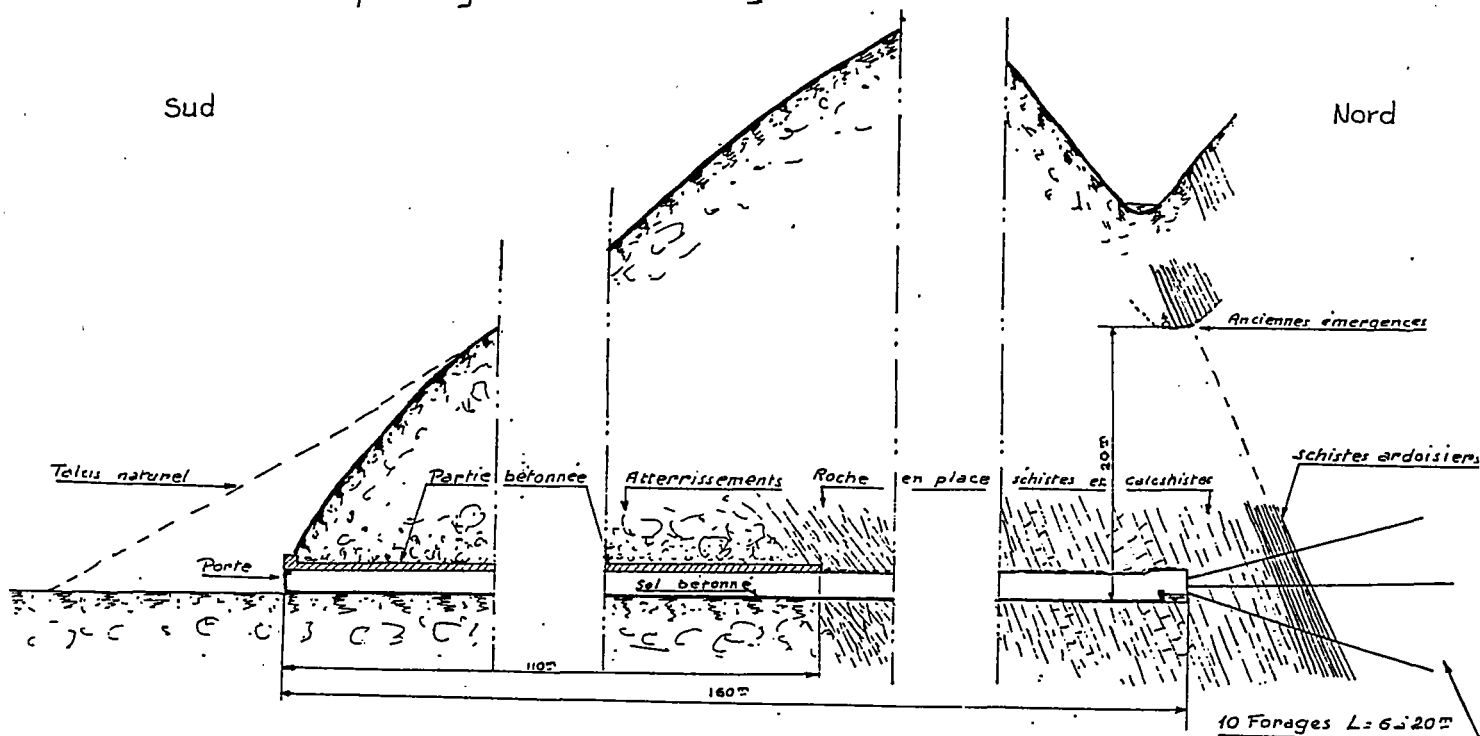 Sud
Nord
Anciennes émergences
20m
schistes ardoisiers
Talus naturel
Partie bétonnée
Atterrissements
Roche en place schistes et calcshistes
Porte
Sol bétonné
110m
160m
10 Forages L= 6 à 20m